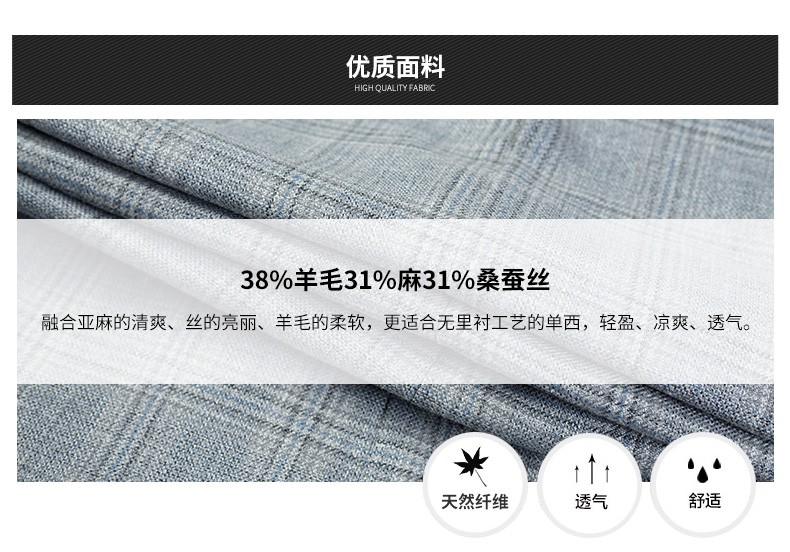 优质面料
HIGH QUALITY FABRIC
38%羊毛31%麻31%桑蚕丝
融合亚麻的清爽、丝的亮丽、羊毛的柔软，更适合无里衬工艺的单西，轻盈、凉爽、透气。
天然纤维
透气
舒适